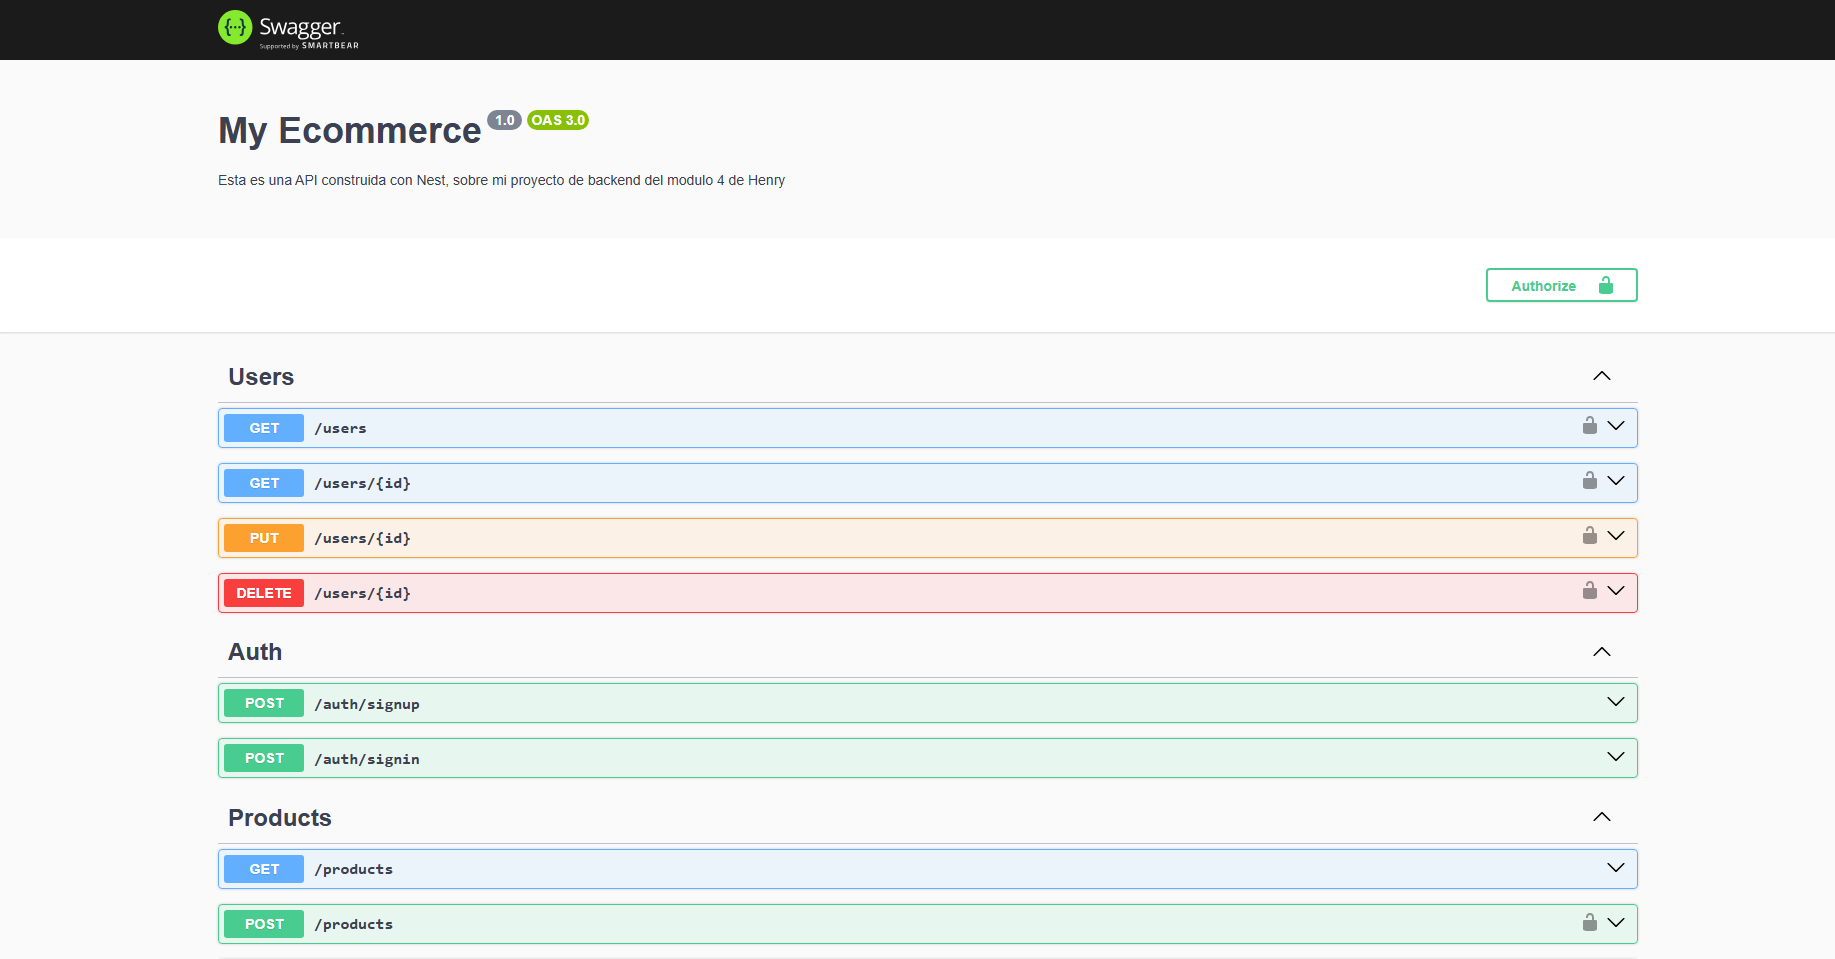 Swagger
Supported by SMARTBEAR
My Ecommerce 1.0 OAS 3.0
Esta es una API construida con Nest, sobre mi proyecto de backend del modulo 4 de Henry
Authorize
Users
GET /users
GET /users/{id}
PUT /users/{id}
DELETE /users/{id}
Auth
POST /auth/signup
POST /auth/signin
Products
GET /products
POST /products